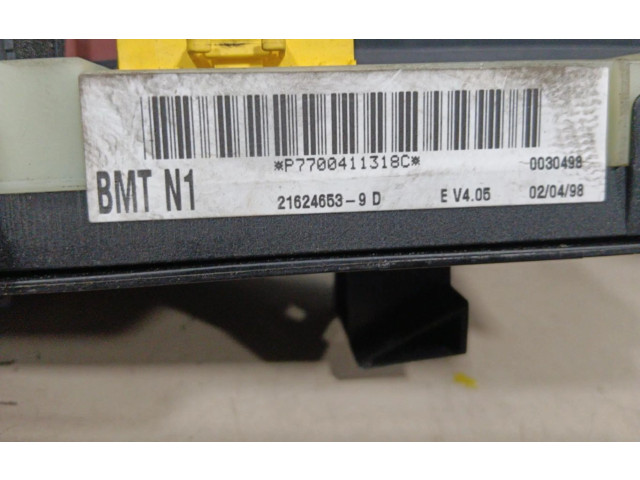 *P7700411318C*
0030498
BMT N1
21624653-9 D
E V4.05
02/04/98